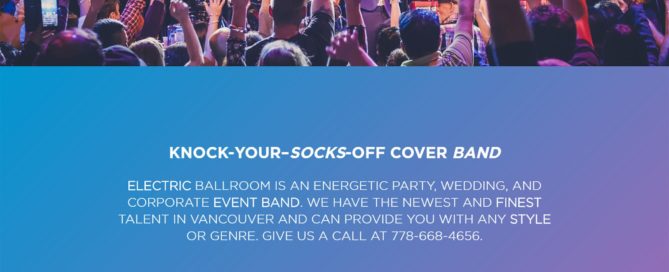 KNOCK-YOUR–SOCKS-OFF COVER BAND
ELECTRIC BALLROOM IS AN ENERGETIC PARTY, WEDDING, AND
CORPORATE EVENT BAND. WE HAVE THE NEWEST AND FINEST
TALENT IN VANCOUVER AND CAN PROVIDE YOU WITH ANY STYLE
OR GENRE. GIVE US A CALL AT 778-668-4656.